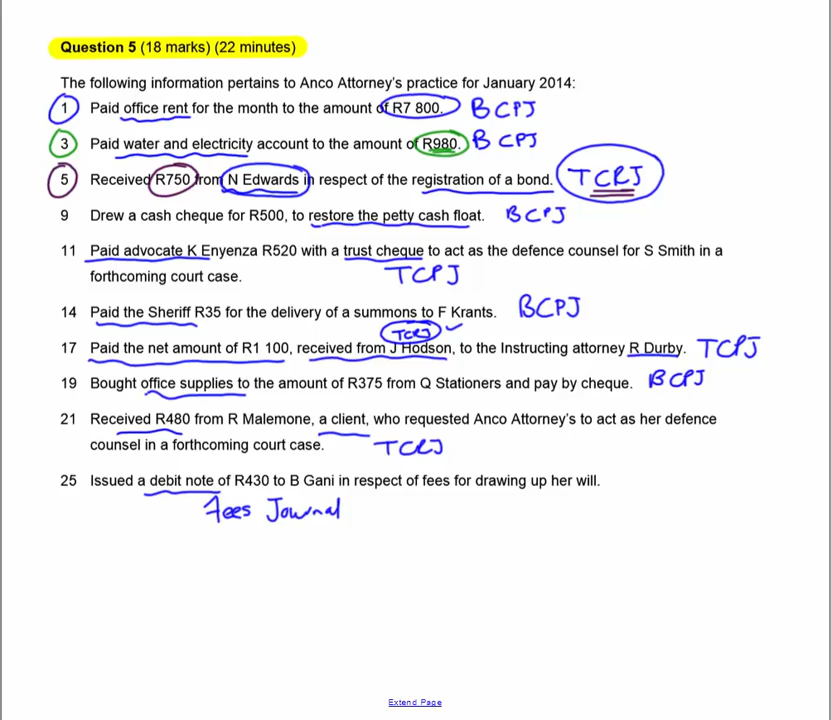 Question 5 (18 marks) (22 minutes)
The following information pertains to Anco Attorney's practice for January 2014:
1 Paid office rent for the month to the amount of R7 800. BCPJ
3 Paid water and electricity account to the amount of R980. B CPJ
5 Received R750 from N Edwards in respect of the registration of a bond. TCRJ
9 Drew a cash cheque for R500, to restore the petty cash float. BCPJ
11 Paid advocate K Enyenza R520 with a trust cheque to act as the defence counsel for S Smith in a
forthcoming court case. TCPJ
14 Paid the Sheriff R35 for the delivery of a summons to F Krants. BCPJ
TCRJ
17 Paid the net amount of R1 100, received from J Hodson, to the Instructing attorney R Durby. TCPJ
19 Bought office supplies to the amount of R375 from Q Stationers and pay by cheque. BCPJ
21 Received R480 from R Malemone, a client, who requested Anco Attorney's to act as her defence
counsel in a forthcoming court case. TCRJ
25 Issued a debit note of R430 to B Gani in respect of fees for drawing up her will.
Fees Journal
Extend Page